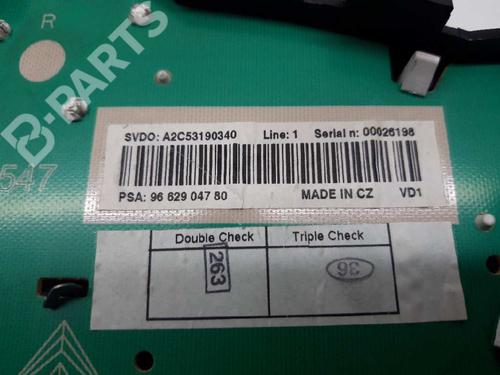 R
B-PARTS
SVDO: A2C53190340 Line: 1 Serial n: 00026198
547
PSA: 96 629 047 80 MADE IN CZ VD1
Double Check Triple Check
263 36